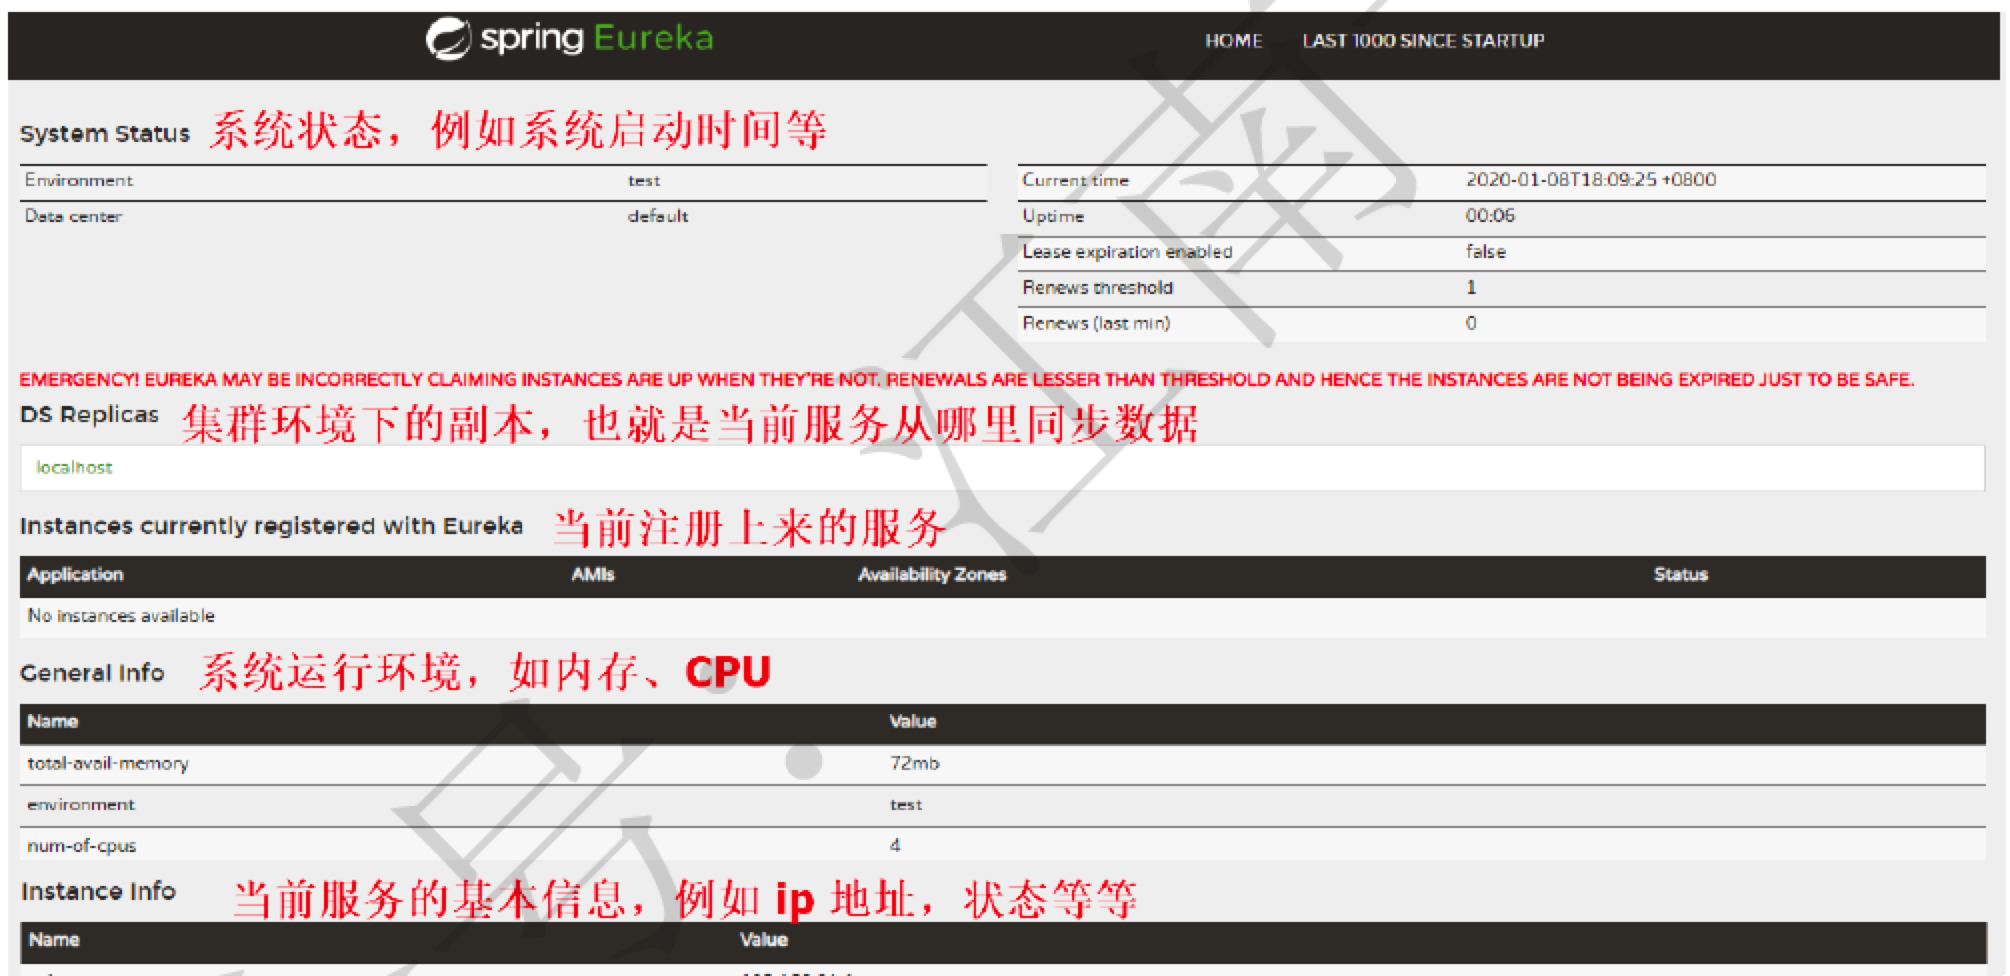 spring Eureka HOME LAST 1000 SINCE STARTUP
System Status 系统状态，例如系统启动时间等
Environment test Current time 2020-01-08T18:09:25 +0800
Data center default Uptime 00:06
Lease expiration enabled false
Renews threshold 1
Renews (last min) 0
EMERGENCY! EUREKA MAY BE INCORRECTLY CLAIMING INSTANCES ARE UP WHEN THEY'RE NOT. RENEWALS ARE LESSER THAN THRESHOLD AND HENCE THE INSTANCES ARE NOT BEING EXPIRED JUST TO BE SAFE.
DS Replicas 集群环境下的副本，也就是当前服务从哪里同步数据
localhost
Instances currently registered with Eureka 当前注册上来的服务
Application AMIs Availability Zones Status
No instances available
General Info 系统运行环境，如内存、CPU
Name Value
total-avail-memory 72mb
environment test
num-of-cpus 4
Instance Info 当前服务的基本信息，例如 ip 地址，状态等等
Name Value
号：江南